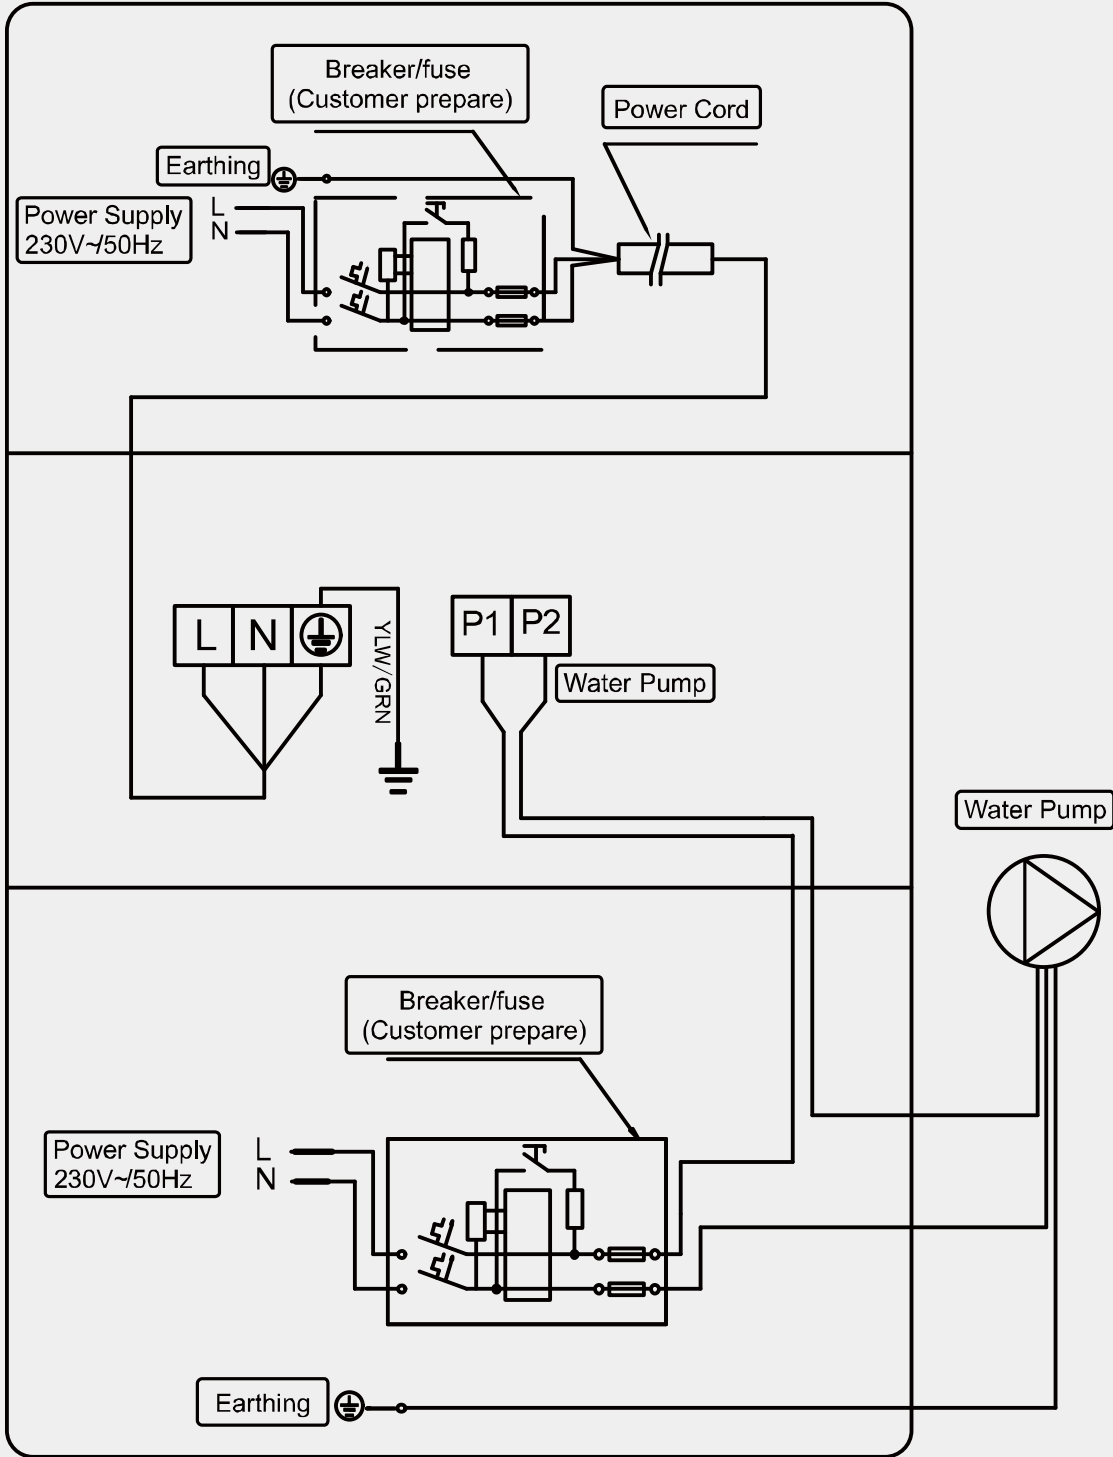 Breaker/fuse
(Customer prepare)
Power Cord
Earthing
Power Supply
230V~/50Hz
L
N
L N
YLW/GRN
P1 P2
Water Pump
Water Pump
Breaker/fuse
(Customer prepare)
Power Supply
230V~/50Hz
L
N
Earthing